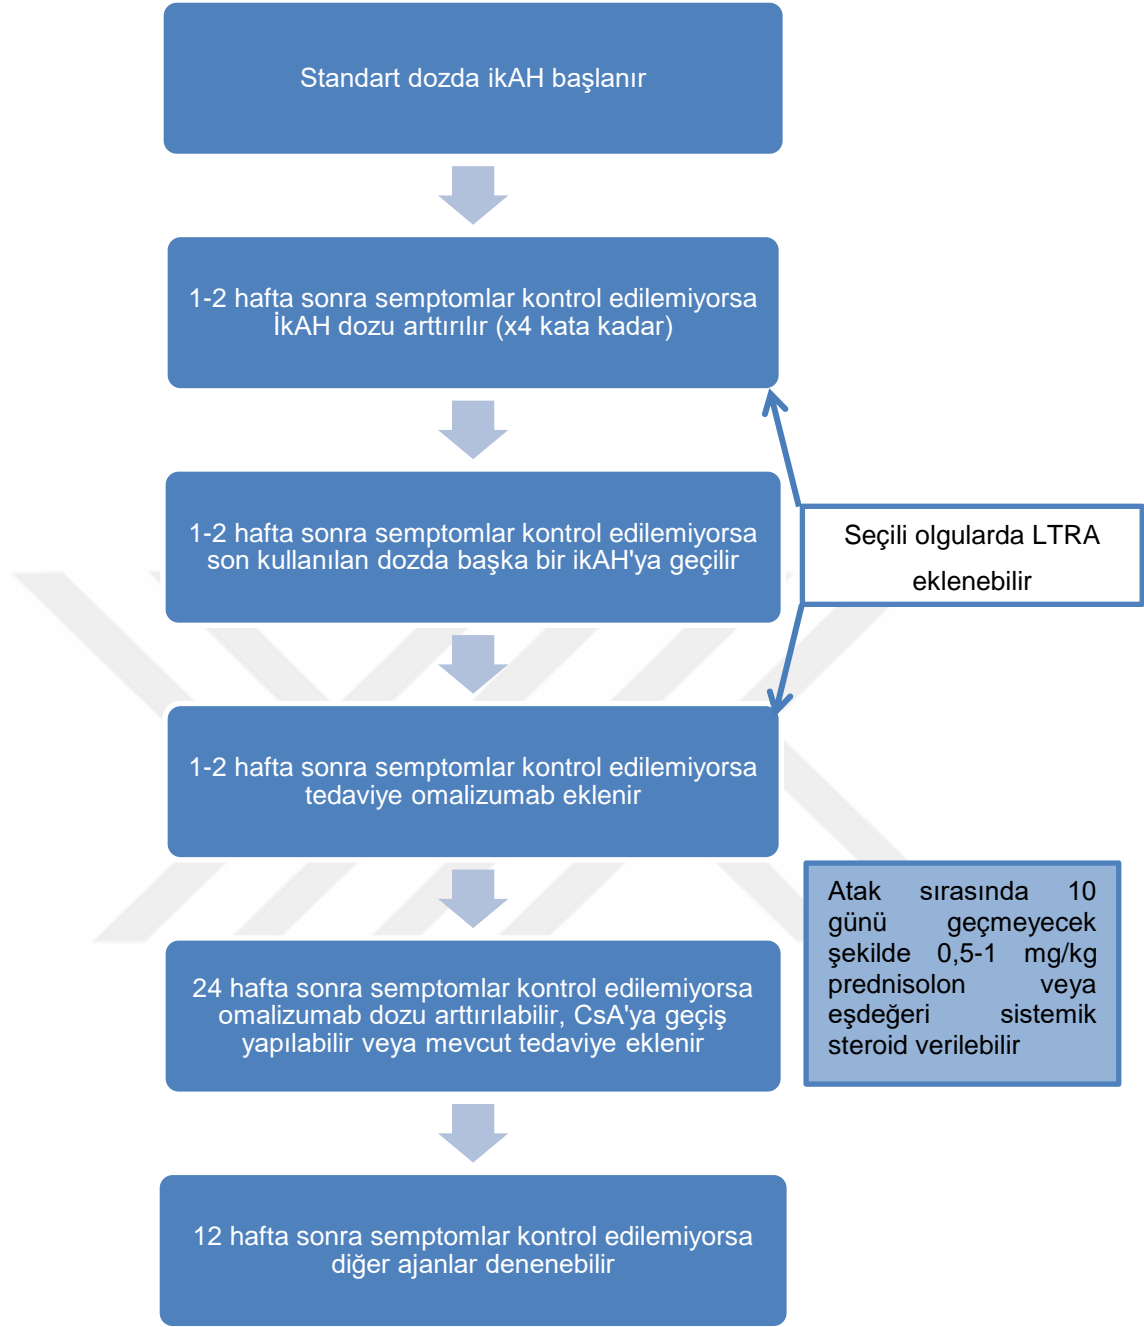 Standart dozda ikAH başlanır
1-2 hafta sonra semptomlar kontrol edilemiyorsa
İkAH dozu arttırılır (x4 kata kadar)
1-2 hafta sonra semptomlar kontrol edilemiyorsa
son kullanılan dozda başka bir ikAH'ya geçilir
Seçili olgularda LTRA
eklenebilir
1-2 hafta sonra semptomlar kontrol edilemiyorsa
tedaviye omalizumab eklenir
Atak sırasında 10
günü geçmeyecek
şekilde 0,5-1 mg/kg
prednisolon veya
eşdeğeri sistemik
steroid verilebilir
24 hafta sonra semptomlar kontrol edilemiyorsa
omalizumab dozu arttırılabilir, CsA'ya geçiş
yapılabilir veya mevcut tedaviye eklenir
12 hafta sonra semptomlar kontrol edilemiyorsa
diğer ajanlar denenebilir